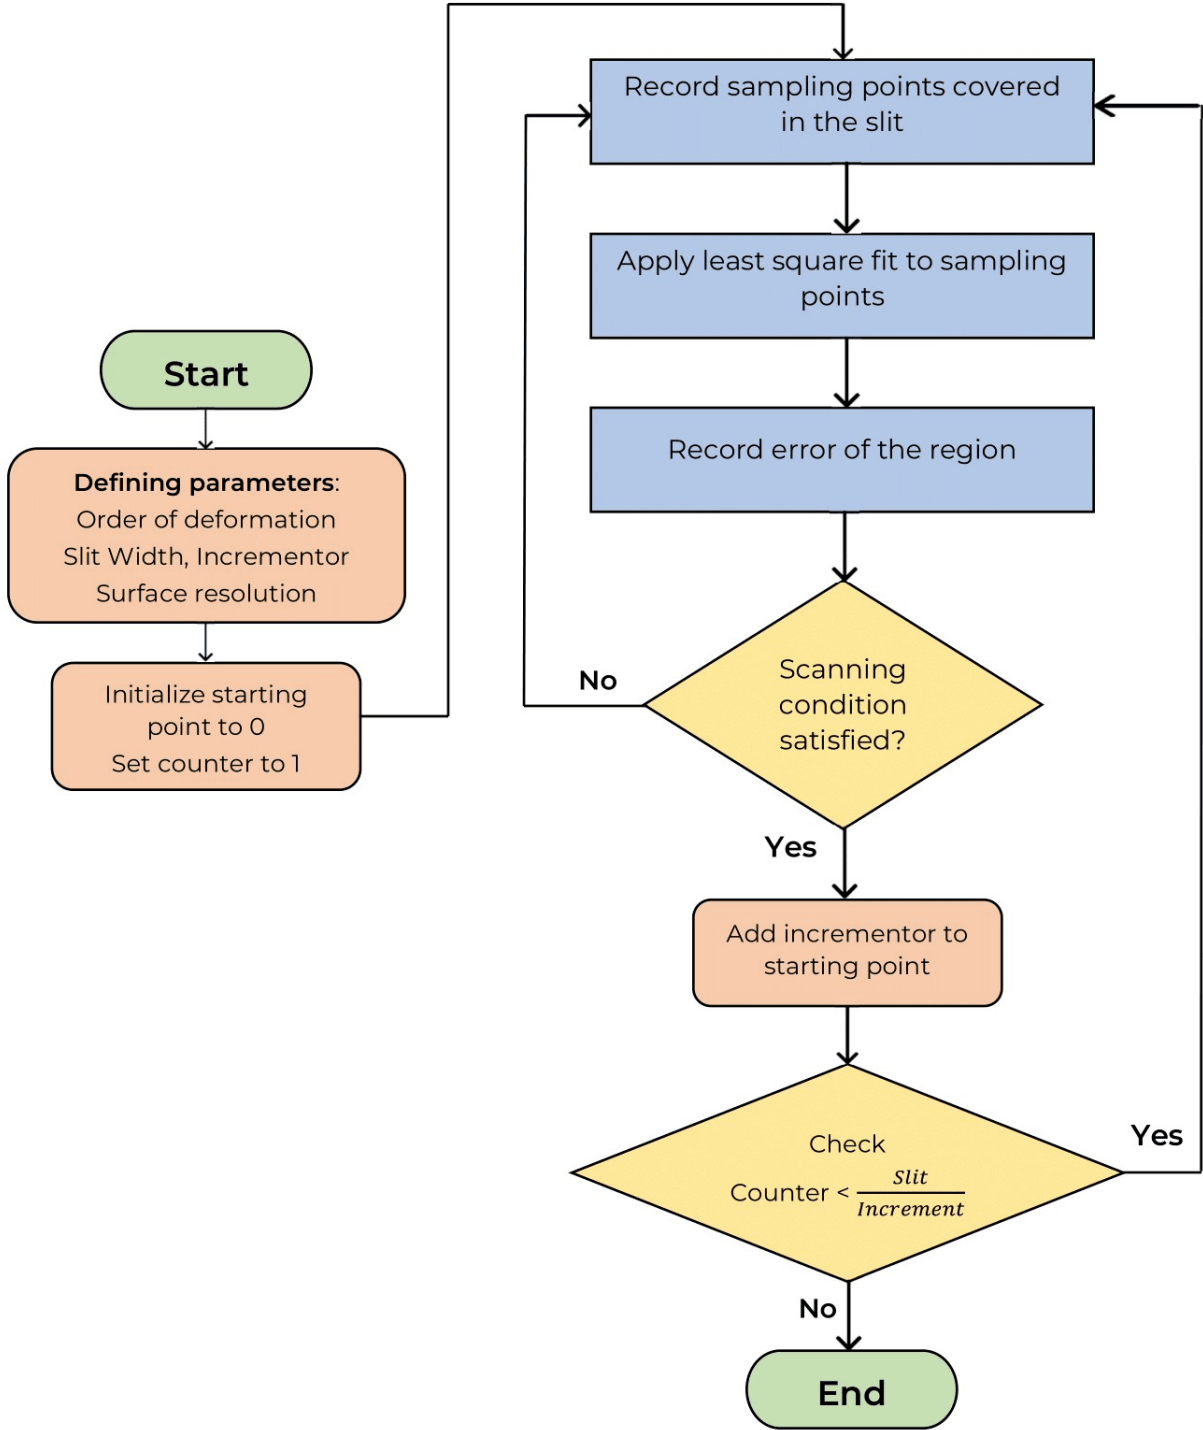 Start
Defining parameters:
Order of deformation
Slit Width, Incrementor
Surface resolution
Initialize starting
point to 0
Set counter to 1
Record sampling points covered
in the slit
Apply least square fit to sampling
points
Record error of the region
Scanning
condition
satisfied?
No
Yes
Add incrementor to
starting point
Check
Counter < Slit/Increment
Yes
No
End